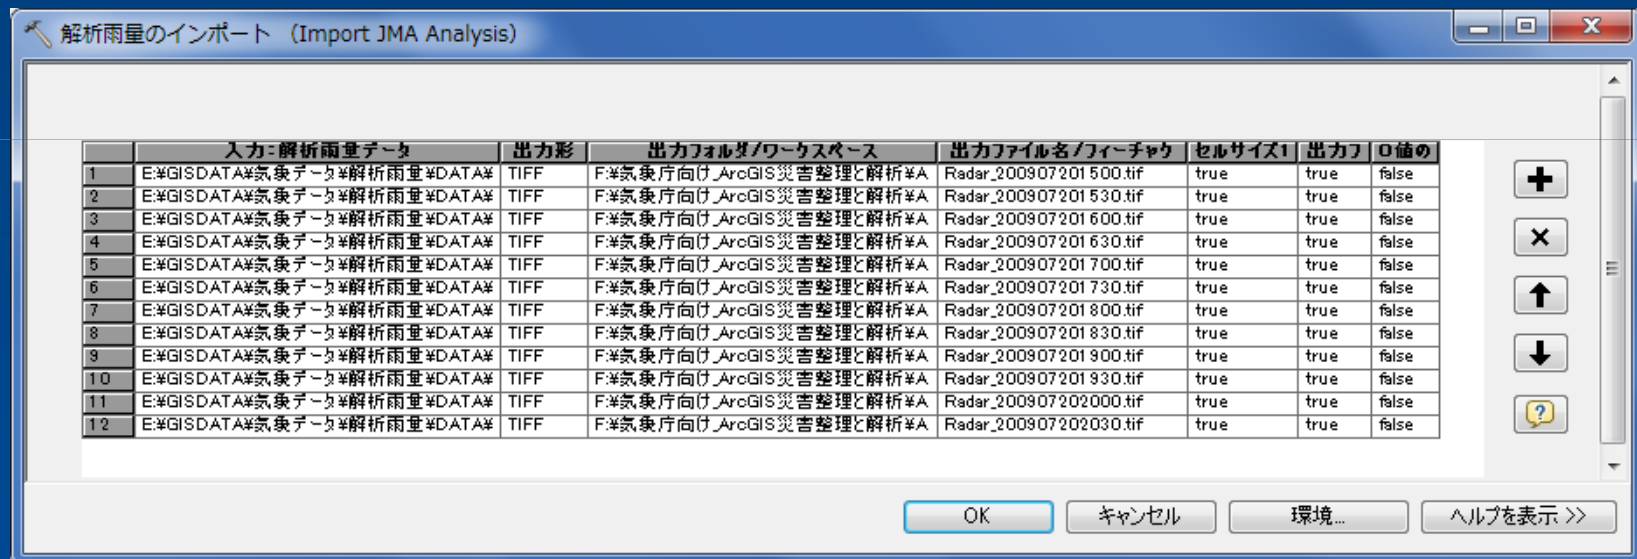 解析雨量のインポート （Import JMA Analysis）
入力：解析雨量データ 出力形 出力フォルダ/ワークスペース 出力ファイル名/フィーチャク セルサイズ1 出力フ 0値の
1 E:¥GISDATA¥気象データ¥解析雨量¥DATA¥ TIFF F:¥気象庁向け_ArcGIS災害整理と解析¥A Radar_200907201500.tif true true false
2 E:¥GISDATA¥気象データ¥解析雨量¥DATA¥ TIFF F:¥気象庁向け_ArcGIS災害整理と解析¥A Radar_200907201530.tif true true false
3 E:¥GISDATA¥気象データ¥解析雨量¥DATA¥ TIFF F:¥気象庁向け_ArcGIS災害整理と解析¥A Radar_200907201600.tif true true false
4 E:¥GISDATA¥気象データ¥解析雨量¥DATA¥ TIFF F:¥気象庁向け_ArcGIS災害整理と解析¥A Radar_200907201630.tif true true false
5 E:¥GISDATA¥気象データ¥解析雨量¥DATA¥ TIFF F:¥気象庁向け_ArcGIS災害整理と解析¥A Radar_200907201700.tif true true false
6 E:¥GISDATA¥気象データ¥解析雨量¥DATA¥ TIFF F:¥気象庁向け_ArcGIS災害整理と解析¥A Radar_200907201730.tif true true false
7 E:¥GISDATA¥気象データ¥解析雨量¥DATA¥ TIFF F:¥気象庁向け_ArcGIS災害整理と解析¥A Radar_200907201800.tif true true false
8 E:¥GISDATA¥気象データ¥解析雨量¥DATA¥ TIFF F:¥気象庁向け_ArcGIS災害整理と解析¥A Radar_200907201830.tif true true false
9 E:¥GISDATA¥気象データ¥解析雨量¥DATA¥ TIFF F:¥気象庁向け_ArcGIS災害整理と解析¥A Radar_200907201900.tif true true false
10 E:¥GISDATA¥気象データ¥解析雨量¥DATA¥ TIFF F:¥気象庁向け_ArcGIS災害整理と解析¥A Radar_200907201930.tif true true false
11 E:¥GISDATA¥気象データ¥解析雨量¥DATA¥ TIFF F:¥気象庁向け_ArcGIS災害整理と解析¥A Radar_200907202000.tif true true false
12 E:¥GISDATA¥気象データ¥解析雨量¥DATA¥ TIFF F:¥気象庁向け_ArcGIS災害整理と解析¥A Radar_200907202030.tif true true false
OK キャンセル 環境... ヘルプを表示 >>